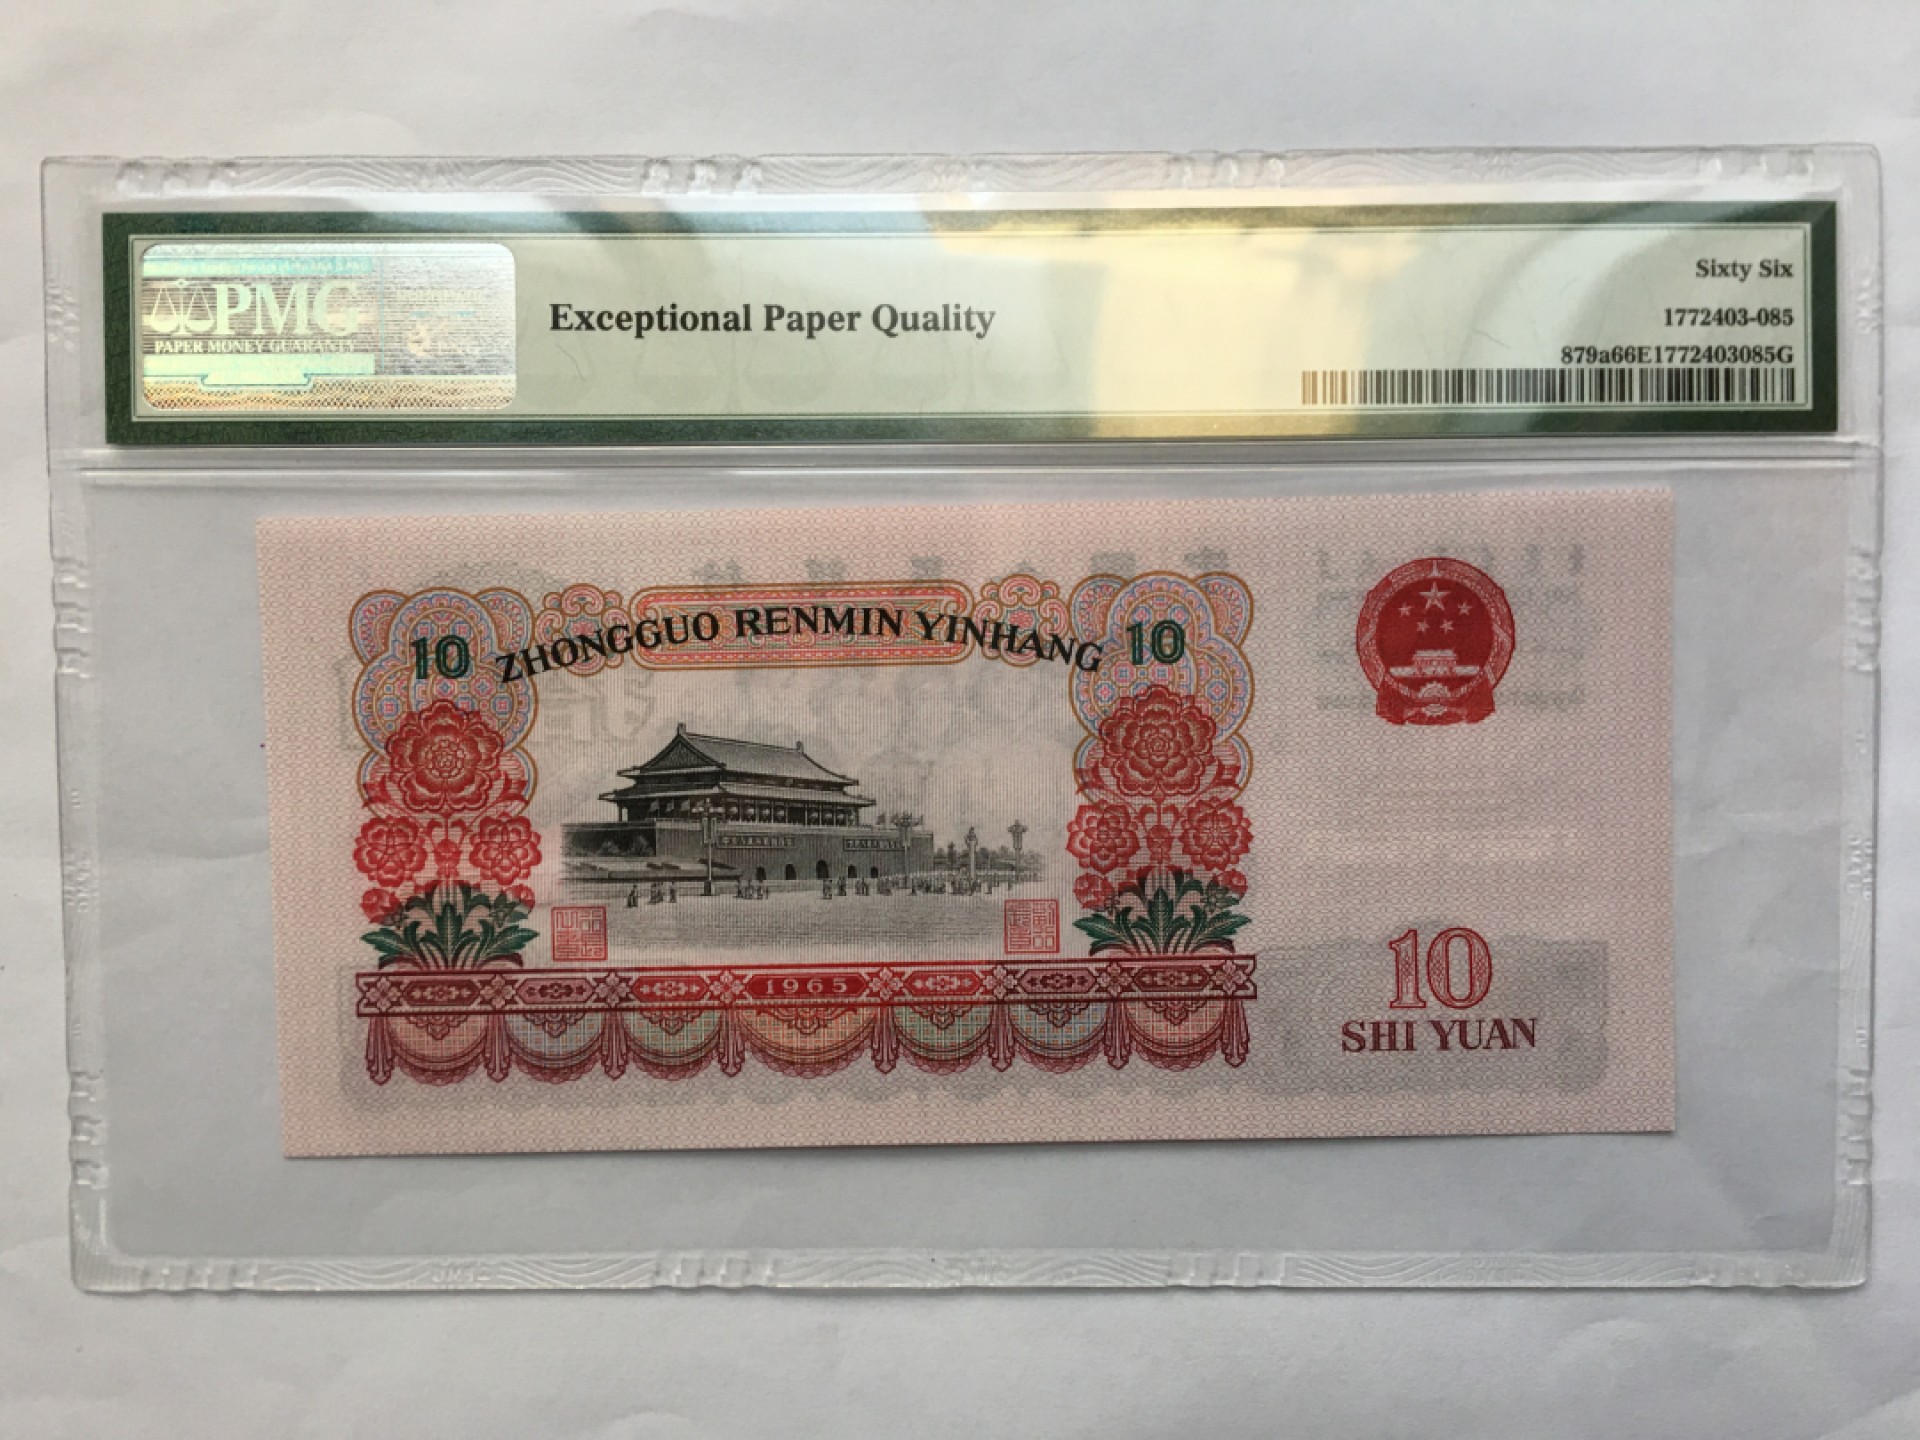 PMG
PAPER MONEY GUARANTY
Exceptional Paper Quality
Sixty Six
1772403-085
879a66E1772403085G
10 ZHONGGUO RENMIN YINHANG 10
1965
10
SHI YUAN